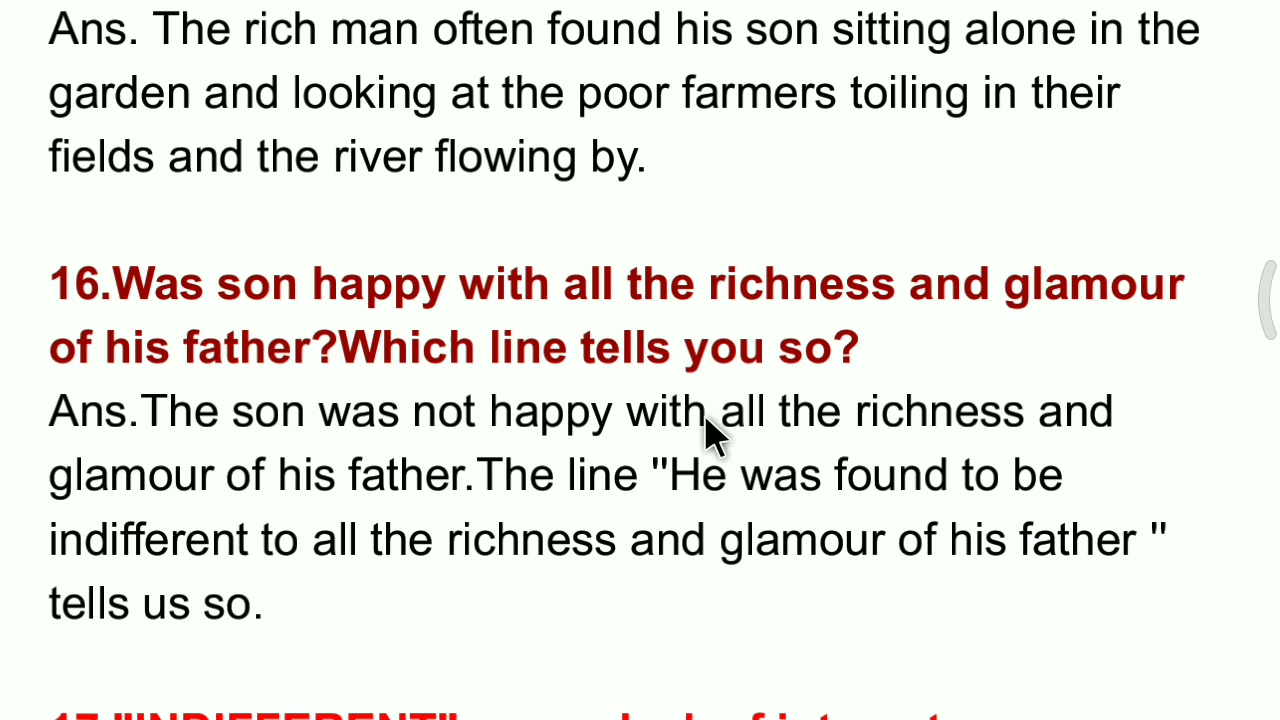 Ans. The rich man often found his son sitting alone in the
garden and looking at the poor farmers toiling in their
fields and the river flowing by.
16.Was son happy with all the richness and glamour
of his father?Which line tells you so?
Ans.The son was not happy with all the richness and
glamour of his father.The line "He was found to be
indifferent to all the richness and glamour of his father "
tells us so.
17."INDIFFERENT"